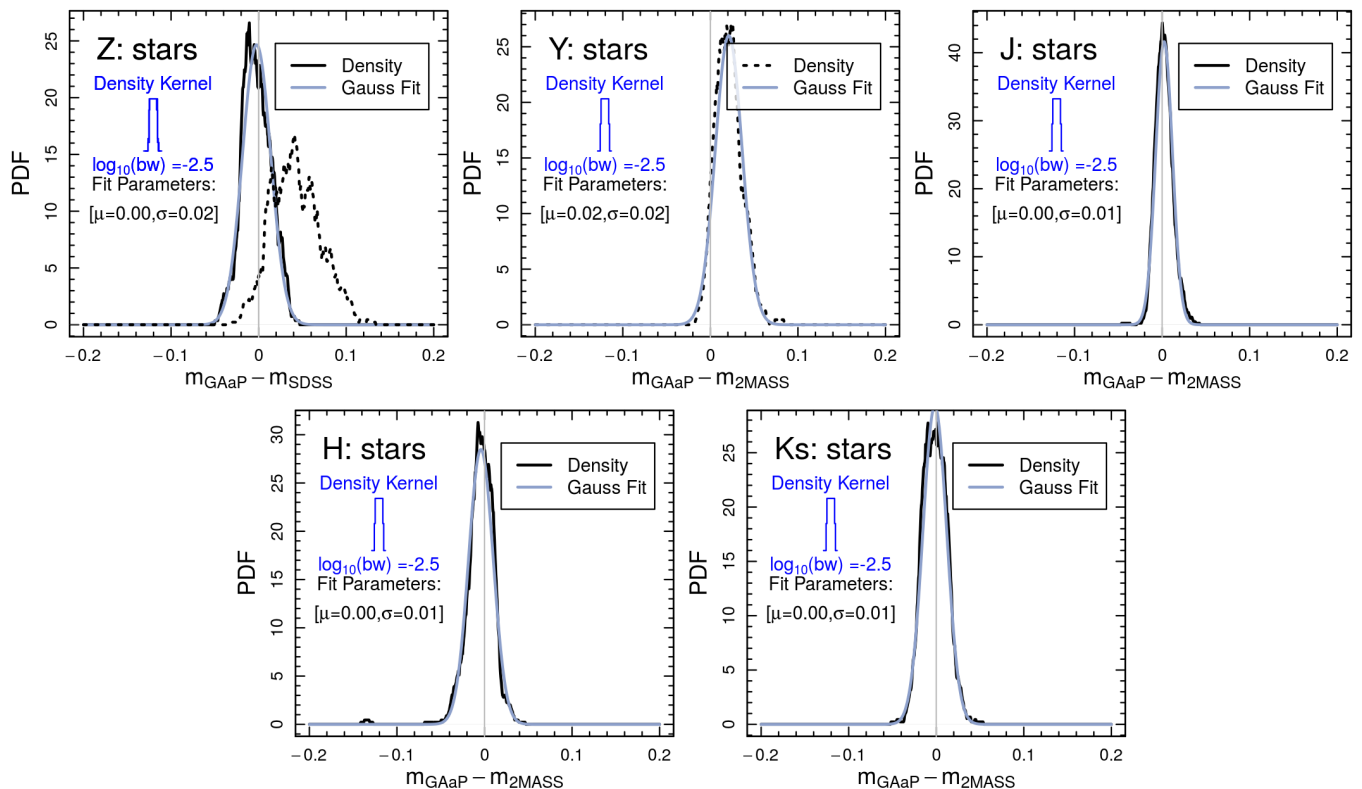 Z: stars
Density Kernel
log10(bw) =-2.5
Fit Parameters:
[μ=0.00,σ=0.02]
Density
Gauss Fit
PDF
0 5 10 15 20 25
−0.2 −0.1 0 0.1 0.2
mGAaP − mSDSS
Y: stars
Density Kernel
log10(bw) =-2.5
Fit Parameters:
[μ=0.02,σ=0.02]
Density
Gauss Fit
PDF
0 5 10 15 20 25
−0.2 −0.1 0 0.1 0.2
mGAaP − m2MASS
J: stars
Density Kernel
log10(bw) =-2.5
Fit Parameters:
[μ=0.00,σ=0.01]
Density
Gauss Fit
PDF
0 10 20 30 40
−0.2 −0.1 0 0.1 0.2
mGAaP − m2MASS
H: stars
Density Kernel
log10(bw) =-2.5
Fit Parameters:
[μ=0.00,σ=0.01]
Density
Gauss Fit
PDF
0 5 10 15 20 25 30
−0.2 −0.1 0 0.1 0.2
mGAaP − m2MASS
Ks: stars
Density Kernel
log10(bw) =-2.5
Fit Parameters:
[μ=0.00,σ=0.01]
Density
Gauss Fit
PDF
0 5 10 15 20 25
−0.2 −0.1 0 0.1 0.2
mGAaP − m2MASS